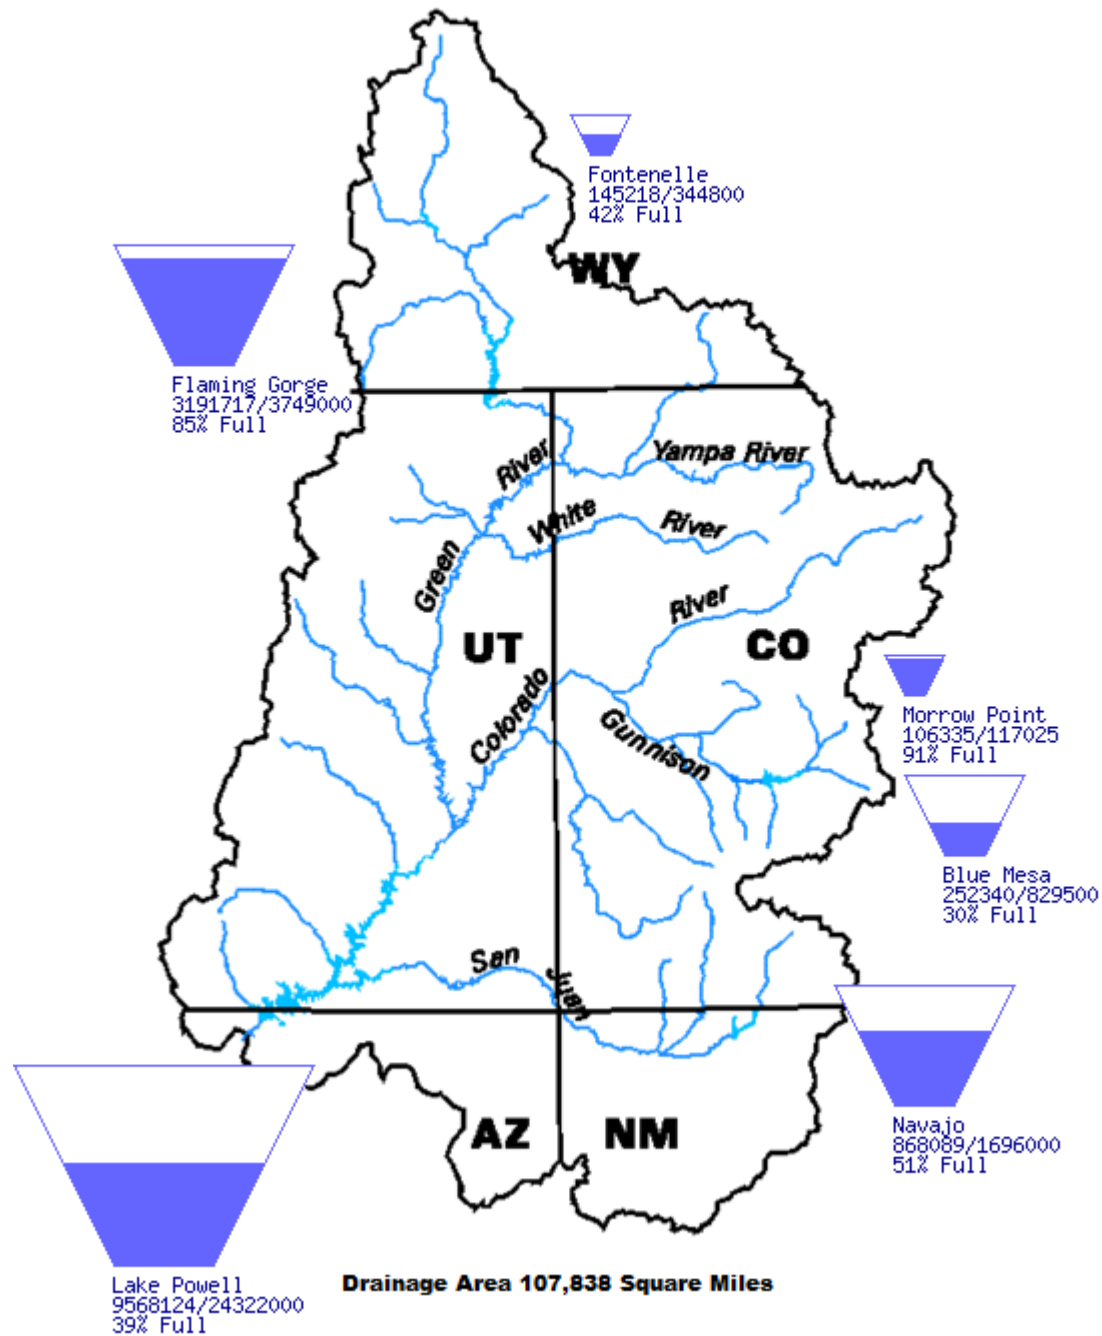 Fontenelle
145218/344800
42% Full
WY
Flaming Gorge
3191717/3749000
85% Full
Yampa River
River
White
River
Green
River
UT
CO
Colorado
Gunnison
Morrow Point
106335/117025
91% Full
Blue Mesa
252340/829500
30% Full
San
Juan
Navajo
868089/1696000
51% Full
AZ
NM
Lake Powell
9568124/24322000
39% Full
Drainage Area 107,838 Square Miles